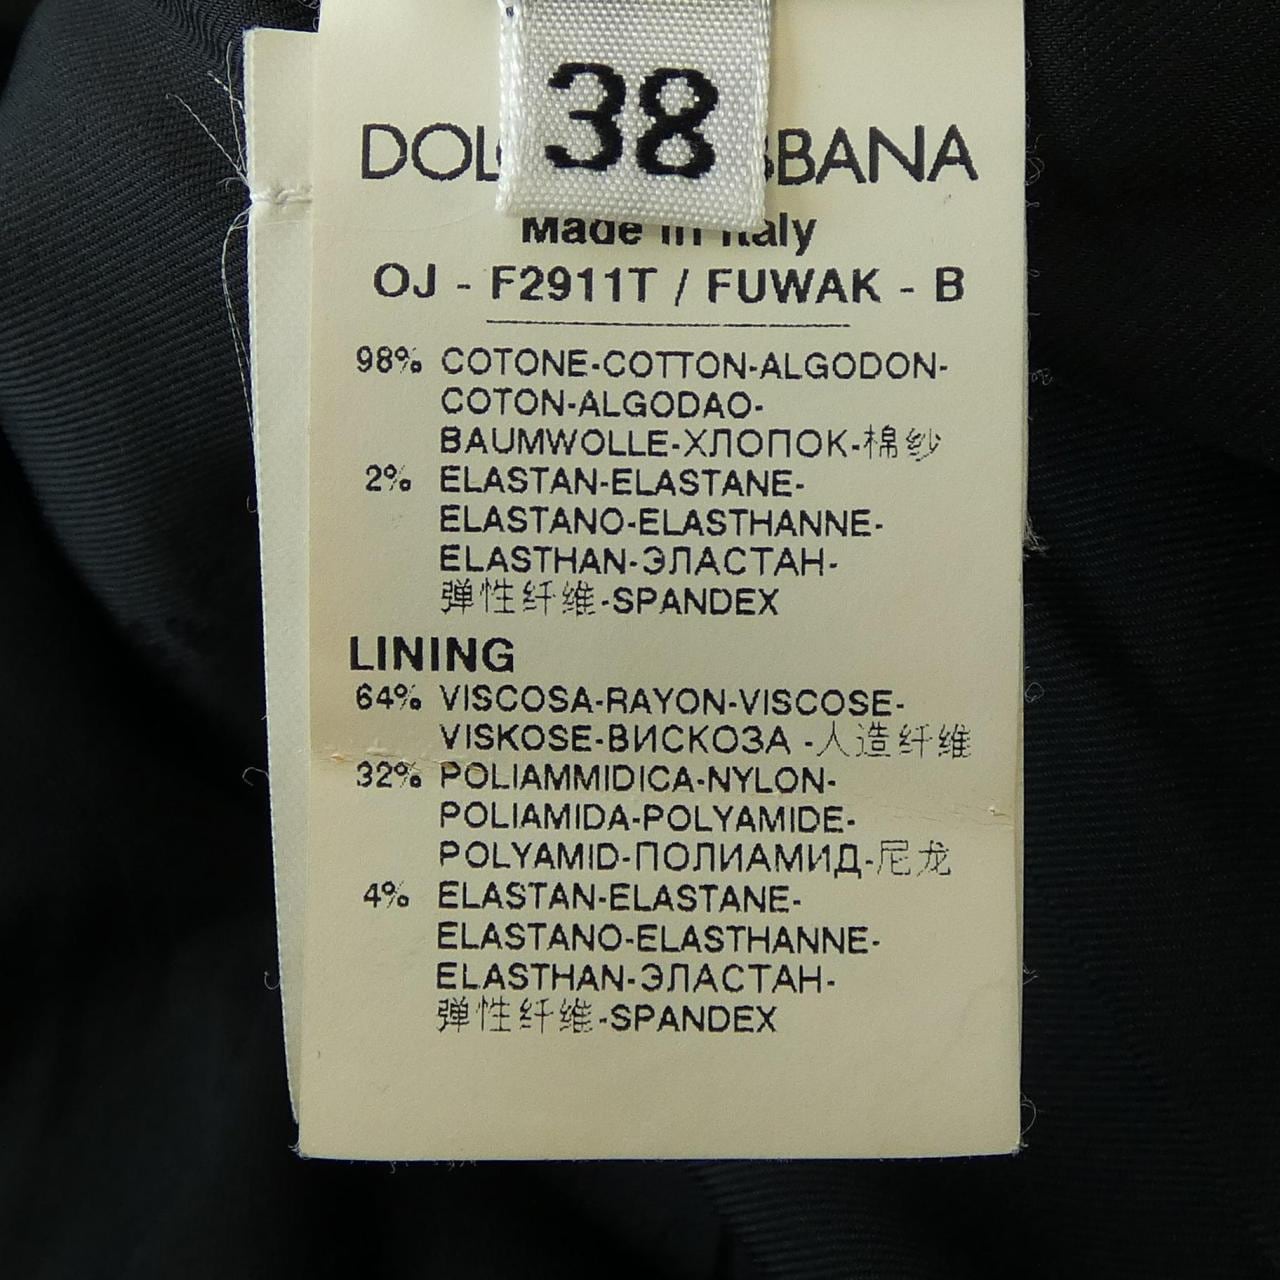 38
DOL BBANA
Made in Italy
OJ - F2911T / FUWAK - B
98% COTONE-COTTON-ALGODON-
COTON-ALGODAO-
BAUMWOLLE-ХЛОПОК-棉纱
2% ELASTAN-ELASTANE-
ELASTANO-ELASTHANNE-
ELASTHAN-ЭЛАСТАН-
弹性纤维-SPANDEX
LINING
64% VISCOSA-RAYON-VISCOSE-
VISKOSE-ВИСКОЗА -人造纤维
32% POLIAMMIDICA-NYLON-
POLIAMIDA-POLYAMIDE-
POLYAMID-ПОЛИАМИД-尼龙
4% ELASTAN-ELASTANE-
ELASTANO-ELASTHANNE-
ELASTHAN-ЭЛАСТАН-
弹性纤维-SPANDEX